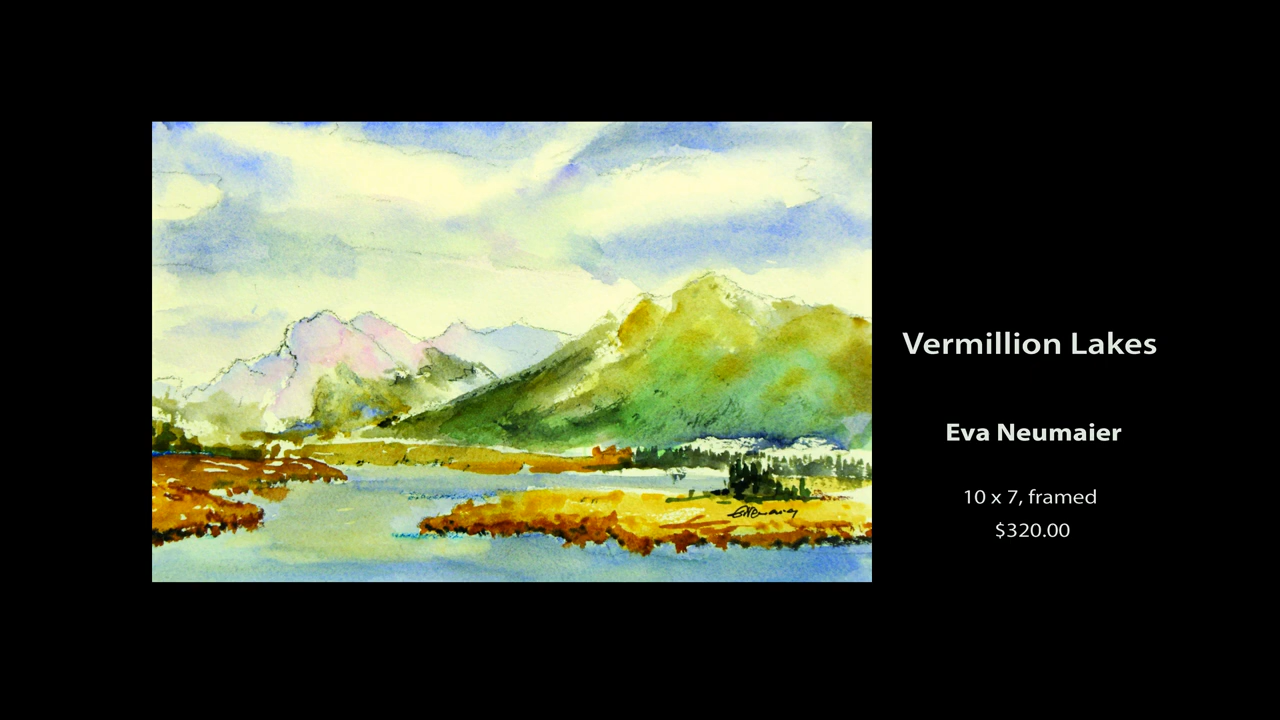 Vermillion Lakes
Eva Neumaier
10 x 7, framed
$320.00